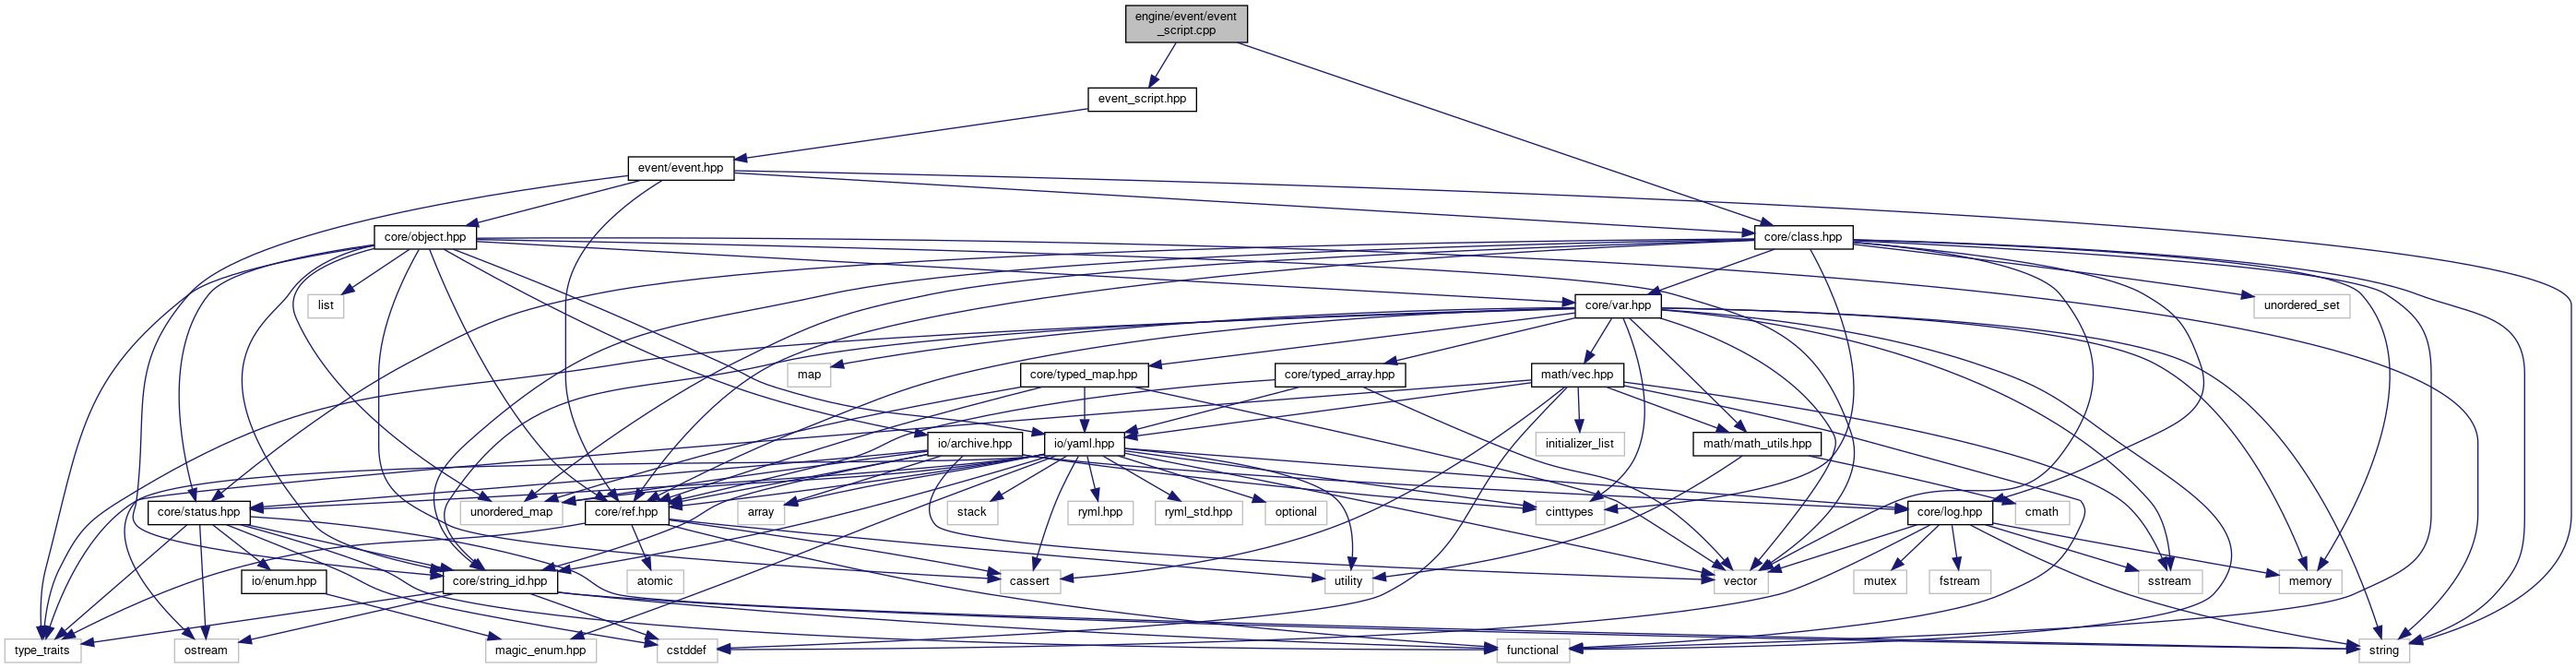 engine/event/event
_script.cpp
event_script.hpp
event/event.hpp
core/object.hpp
core/class.hpp
list
core/var.hpp
unordered_set
map
core/typed_map.hpp
core/typed_array.hpp
math/vec.hpp
io/archive.hpp
io/yaml.hpp
initializer_list
math/math_utils.hpp
core/status.hpp
unordered_map
core/ref.hpp
array
stack
ryml.hpp
ryml_std.hpp
optional
cinttypes
core/log.hpp
cmath
io/enum.hpp
core/string_id.hpp
atomic
cassert
utility
vector
mutex
fstream
sstream
memory
type_traits
ostream
magic_enum.hpp
cstddef
functional
string